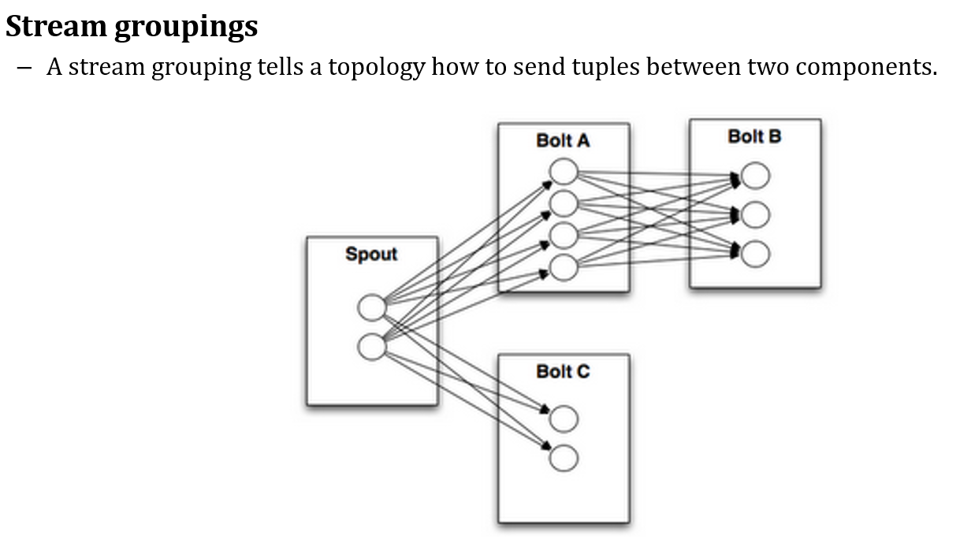 Stream groupings
– A stream grouping tells a topology how to send tuples between two components.
Bolt A
Bolt B
Spout
Bolt C